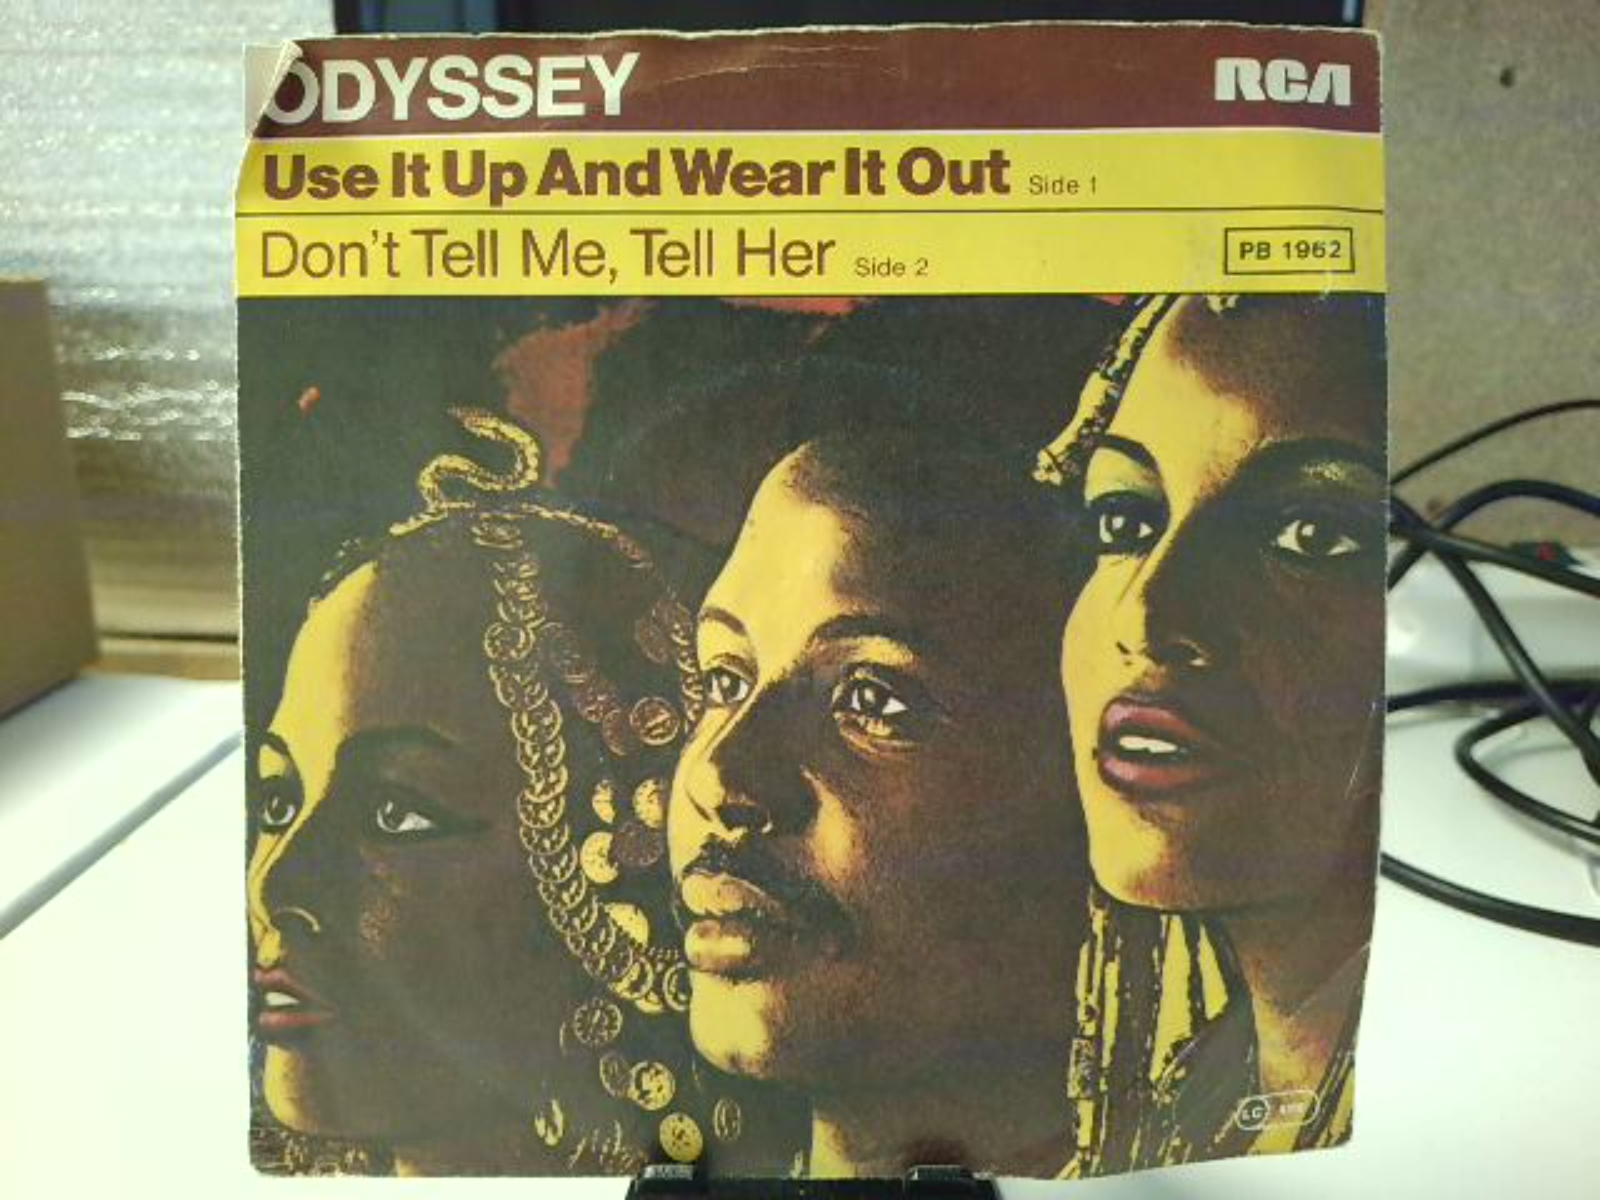 ODYSSEY
RCA
Use It Up And Wear It Out Side 1
Don't Tell Me, Tell Her Side 2
PB 1962
LC